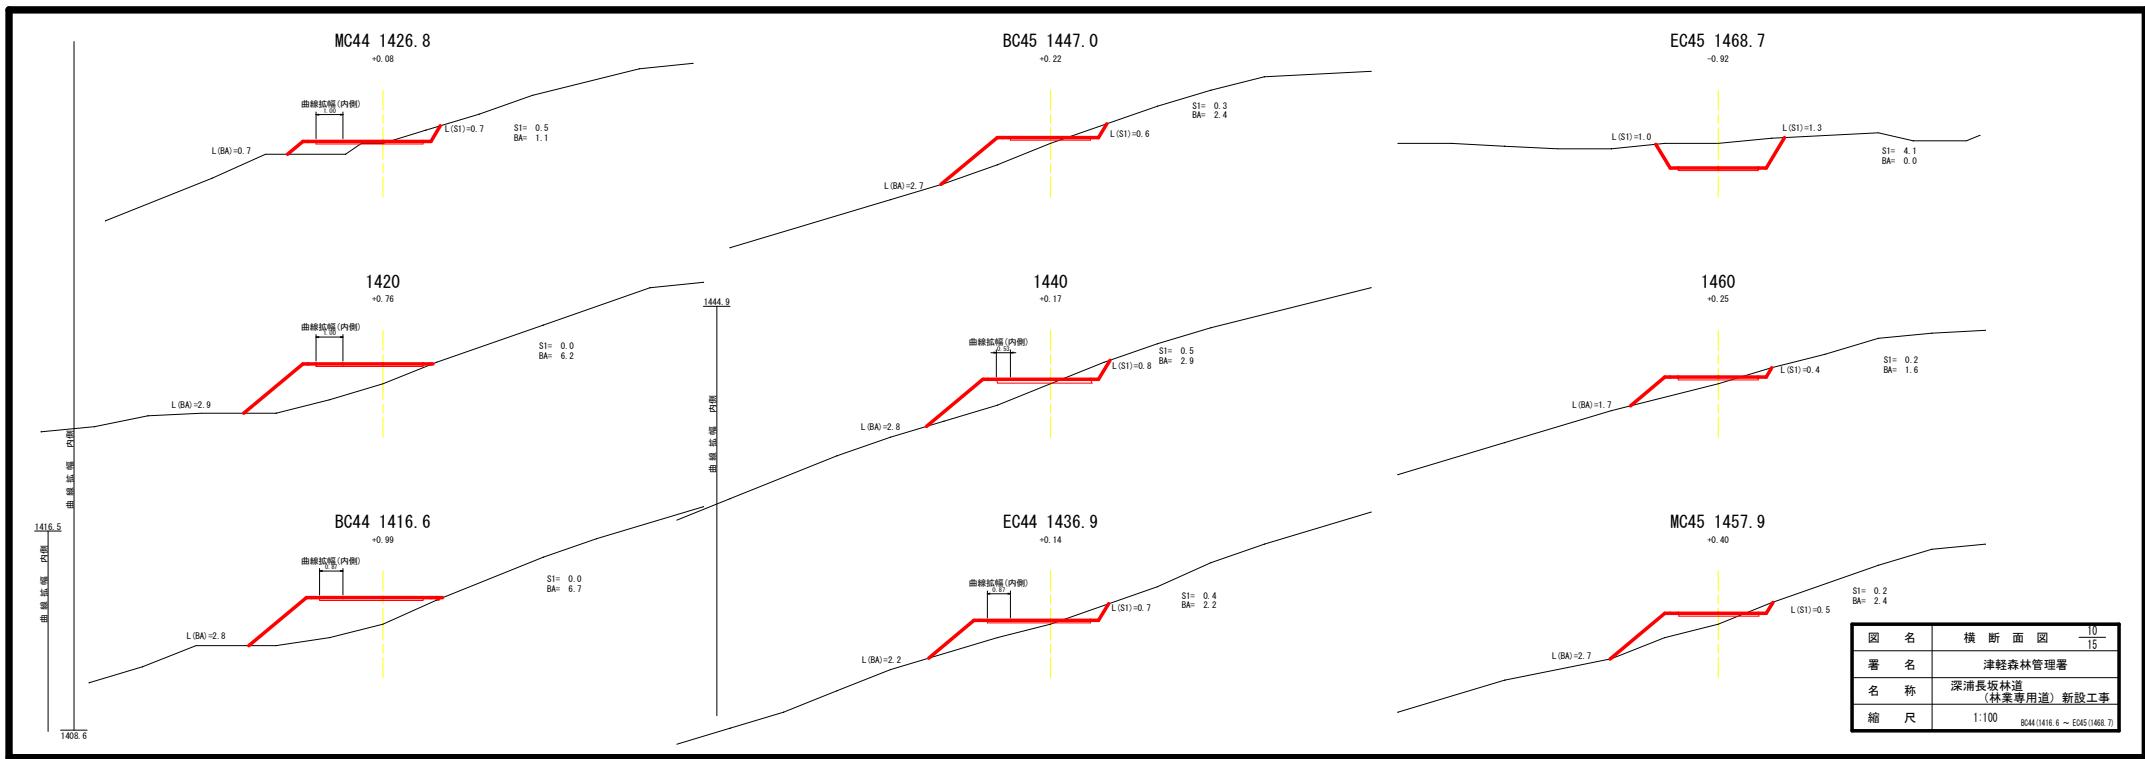 MC44 1426.8
+0.08
曲線拡幅(内側)
1.00
L(BA)=0.7
L(S1)=0.7
S1= 0.5
BA= 1.1
BC45 1447.0
+0.22
L(BA)=2.7
L(S1)=0.6
S1= 0.3
BA= 2.4
EC45 1468.7
-0.92
L(S1)=1.0
L(S1)=1.3
S1= 4.1
BA= 0.0
1420
+0.76
曲線拡幅(内側)
1.00
L(BA)=2.9
S1= 0.0
BA= 6.2
1440
+0.17
曲線拡幅(内側)
0.53
L(BA)=2.8
L(S1)=0.8
S1= 0.5
BA= 2.9
1460
+0.25
L(BA)=1.7
L(S1)=0.4
S1= 0.2
BA= 1.6
BC44 1416.6
+0.99
曲線拡幅(内側)
0.87
L(BA)=2.8
S1= 0.0
BA= 6.7
EC44 1436.9
+0.14
曲線拡幅(内側)
0.87
L(BA)=2.2
L(S1)=0.7
S1= 0.4
BA= 2.2
MC45 1457.9
+0.40
L(BA)=2.7
L(S1)=0.5
S1= 0.2
BA= 2.4
曲線拡幅 内側
1408.6
1416.5
曲線拡幅 内側
1444.9
曲線拡幅 内側
図名 横断面図 10/15
署名 津軽森林管理署
名称 深浦長坂林道
(林業専用道)新設工事
縮尺 1:100 BC44(1416.6 ~ EC45(1468.7)